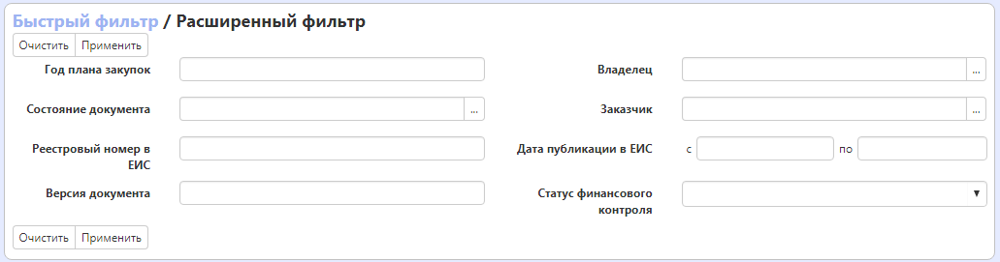 Быстрый фильтр / Расширенный фильтр
Очистить Применить
Год плана закупок
Владелец ...
Состояние документа ...
Заказчик ...
Реестровый номер в
ЕИС
Дата публикации в ЕИС с по
Версия документа
Статус финансового
контроля
Очистить Применить